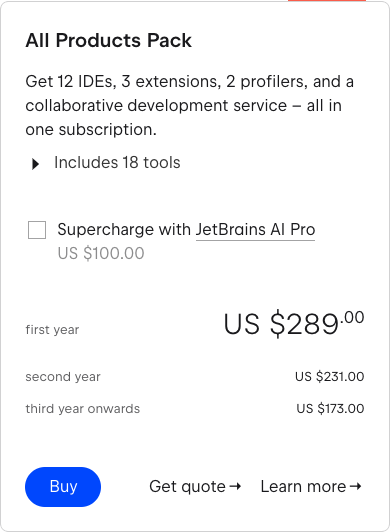 All Products Pack
Get 12 IDEs, 3 extensions, 2 profilers, and a
collaborative development service – all in
one subscription.
Includes 18 tools
Supercharge with JetBrains AI Pro
US $100.00
first year US $289.00
second year US $231.00
third year onwards US $173.00
Buy Get quote→ Learn more→